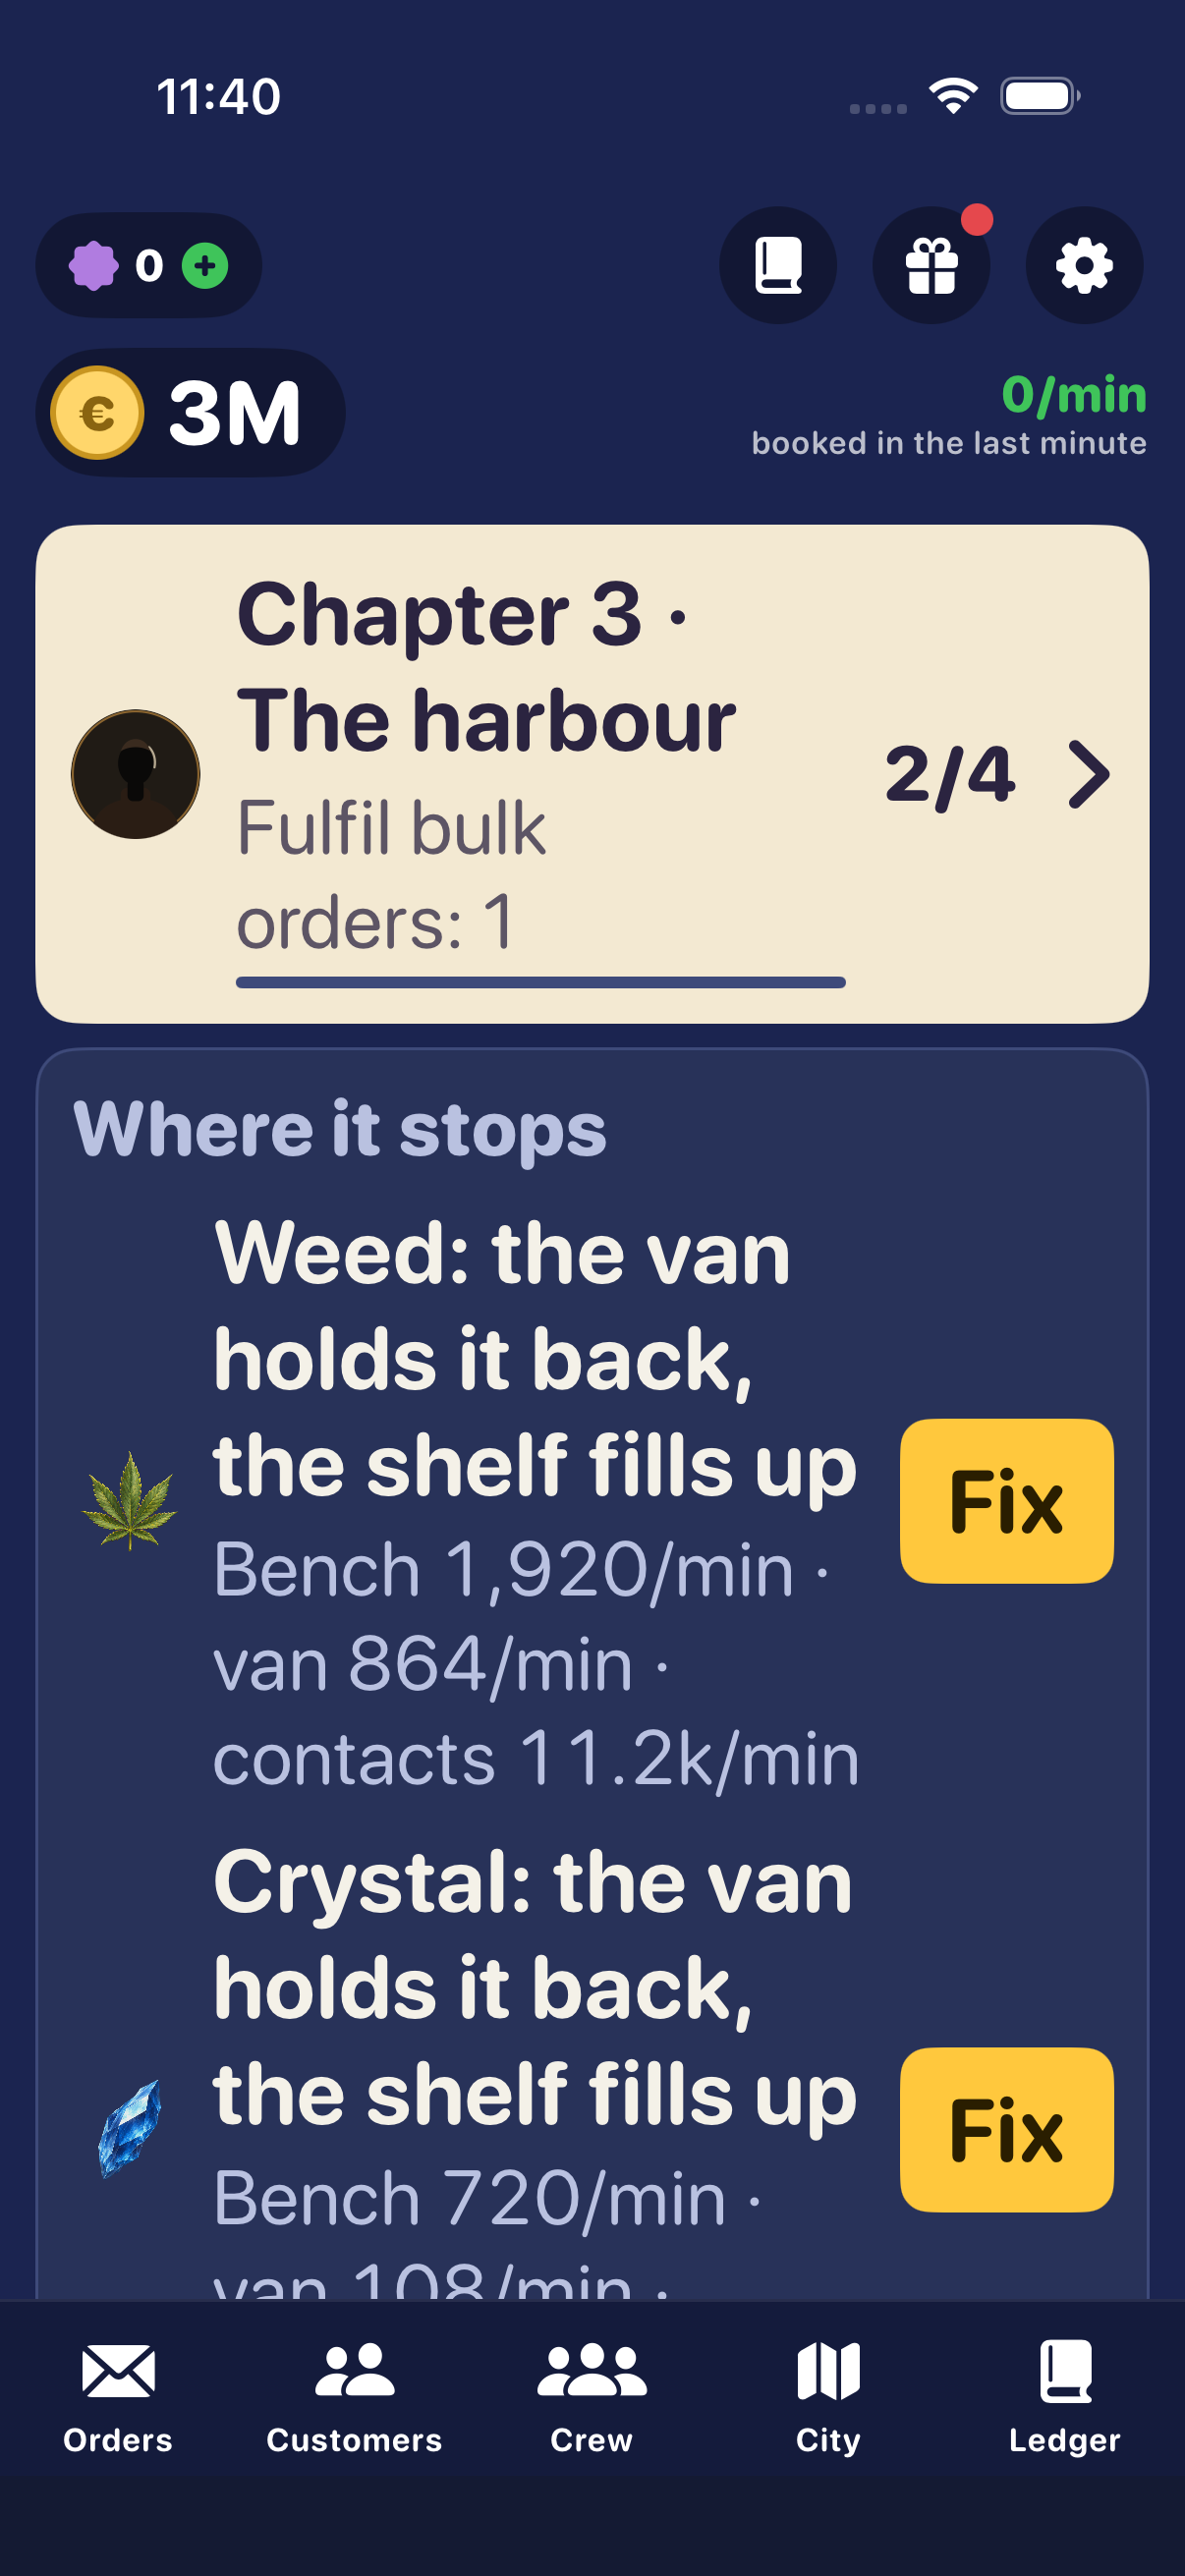 11:40
0
€ 3M
0/min
booked in the last minute
Chapter 3 ·
The harbour
Fulfil bulk
orders: 1
2/4
Where it stops
Weed: the van
holds it back,
the shelf fills up
Bench 1,920/min ·
van 864/min ·
contacts 11.2k/min
Fix
Crystal: the van
holds it back,
the shelf fills up
Bench 720/min ·
van 108/min ·
Fix
Orders
Customers
Crew
City
Ledger